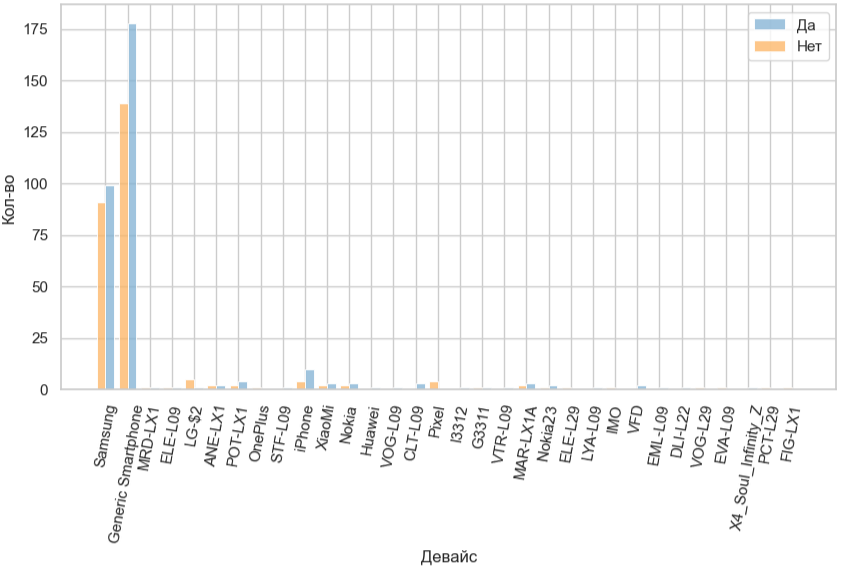 Да
Нет
175
150
125
100
75
50
25
0
Кол-во
Samsung
Generic Smartphone
MRD-LX1
ELE-L09
LG-$2
ANE-LX1
POT-LX1
OnePlus
STF-L09
iPhone
XiaoMi
Nokia
Huawei
VOG-L09
CLT-L09
Pixel
I3312
G3311
VTR-L09
MAR-LX1A
Nokia23
ELE-L29
LYA-L09
IMO
VFD
EML-L09
DLI-L22
VOG-L29
EVA-L09
X4_Soul_Infinity_Z
PCT-L29
FIG-LX1
Девайс